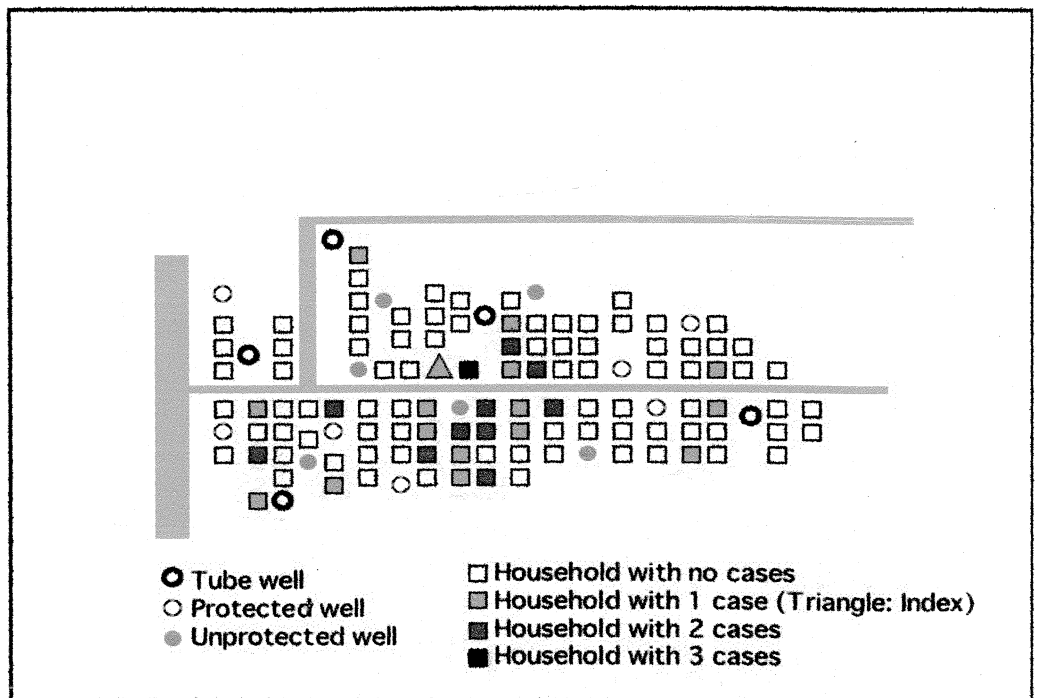 Tube well
Protected well
Unprotected well
Household with no cases
Household with 1 case (Triangle: Index)
Household with 2 cases
Household with 3 cases